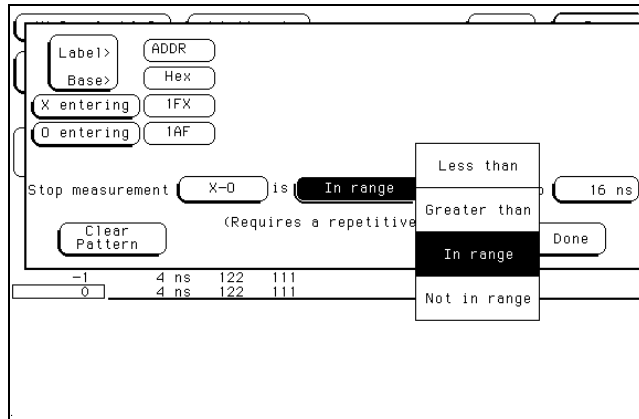 Label> ADDR
Base> Hex
X entering 1FX
O entering 1AF
Less than
Stop measurement X-O is In range 16 ns
Greater than
(Requires a repetitive
Clear
Pattern
In range
Done
-1 4 ns 122 111
0 4 ns 122 111
Not in range